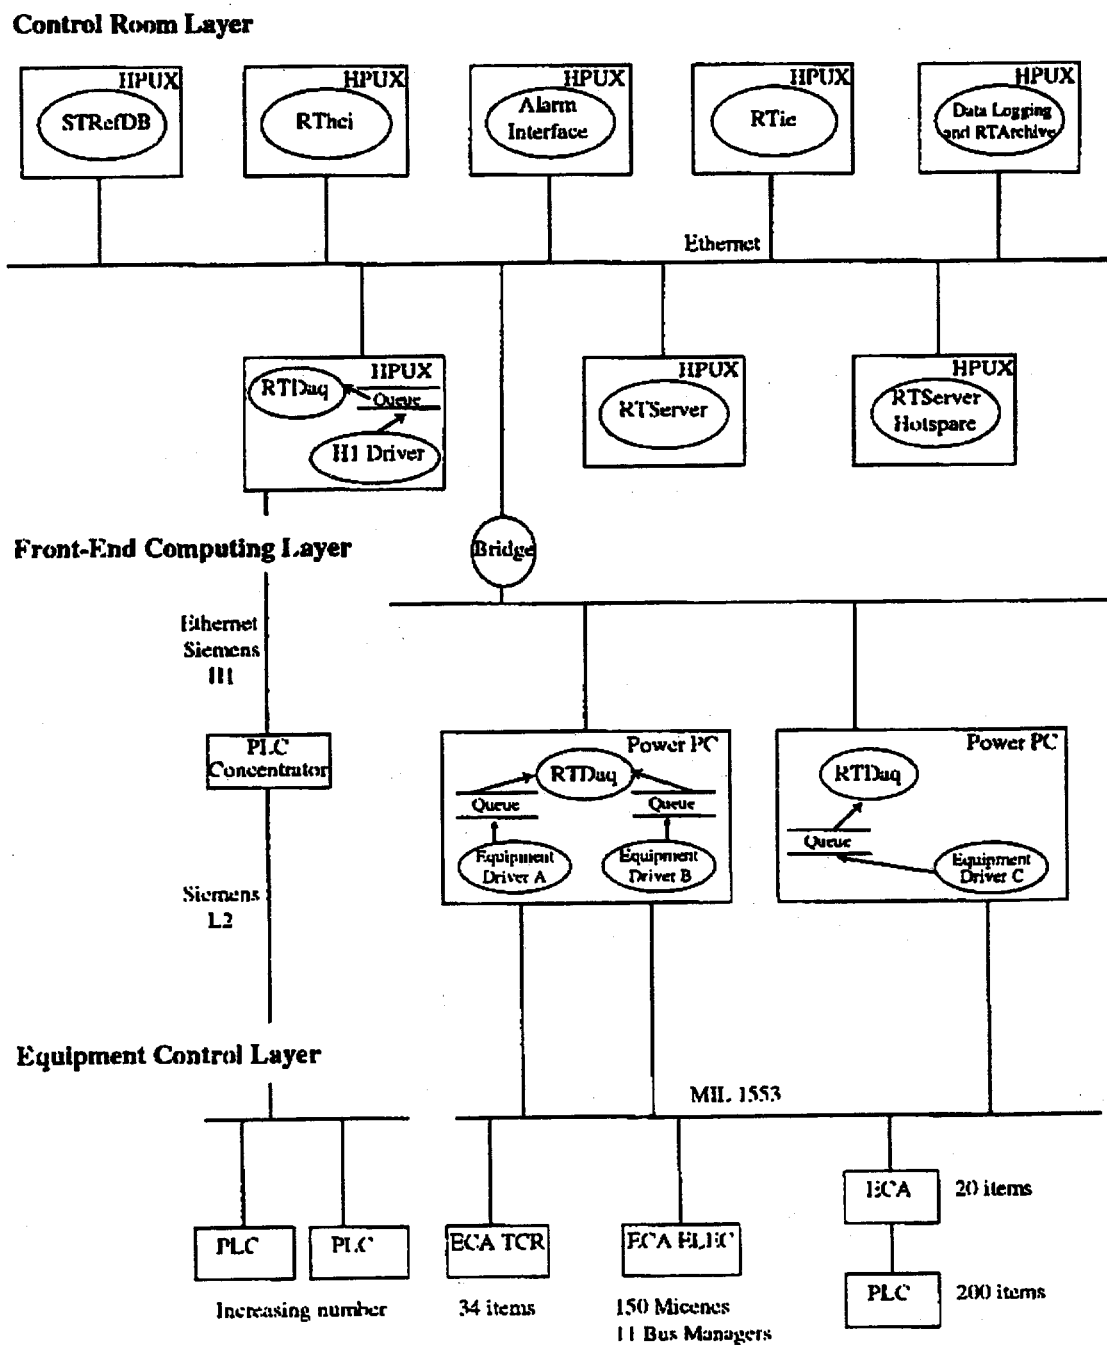 Control Room Layer
HPUX
STRefDB
HPUX
RThci
HPUX
Alarm
Interface
HPUX
RTic
HPUX
Data Logging
and RTArchive
Ethernet
HPUX
RTDaq
Queue
H1 Driver
HPUX
RTServer
HPUX
RTServer
Hotspare
Front-End Computing Layer
Bridge
Ethernet
Siemens
H1
PLC
Concentrator
Power PC
RTDaq
Queue
Queue
Equipment
Driver A
Equipment
Driver B
Power PC
RTDaq
Queue
Equipment
Driver C
Siemens
L2
Equipment Control Layer
MIL 1553
ECA
20 items
PLC
PLC
ECA TCR
ECA ELEC
PLC
200 items
Increasing number
34 items
150 Micenes
11 Bus Managers